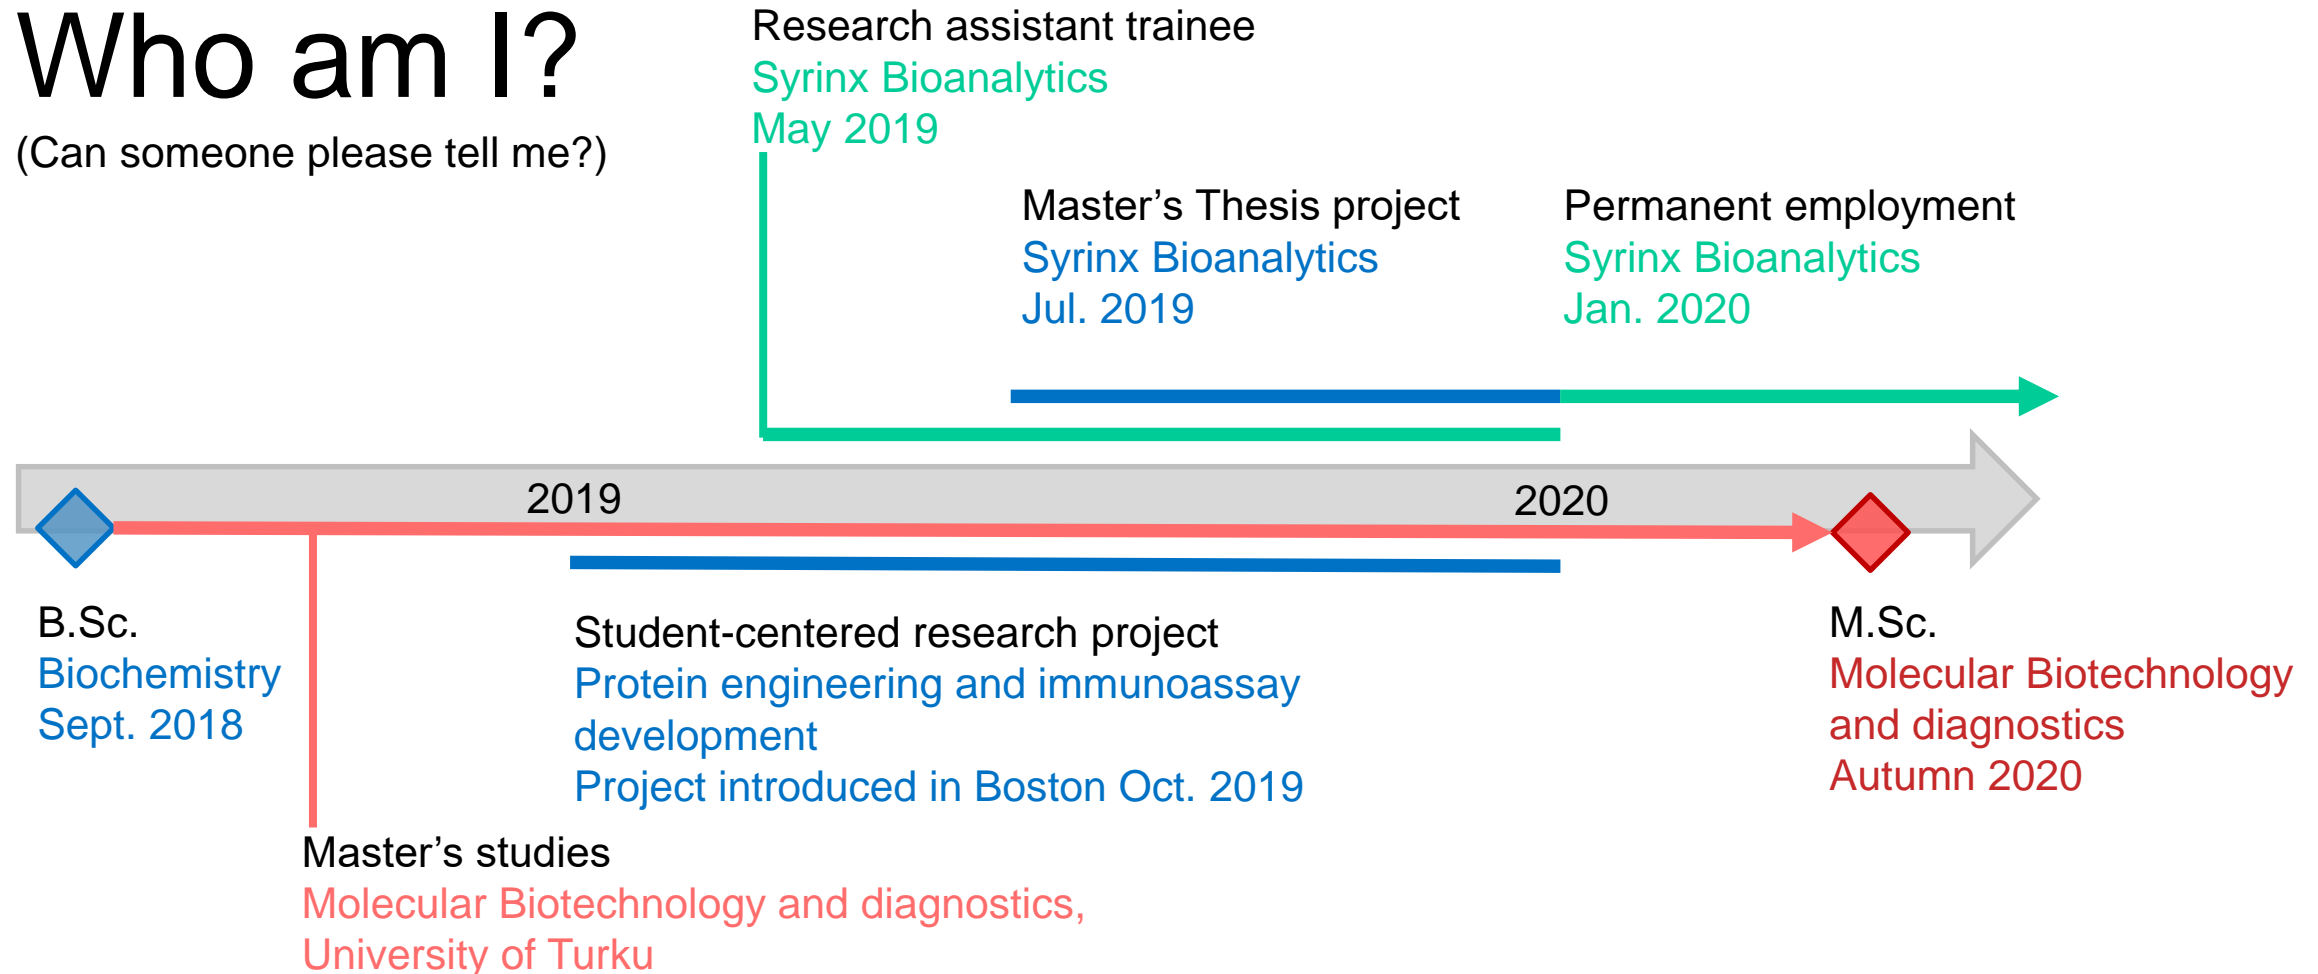 Who am I?
(Can someone please tell me?)
Research assistant trainee
Syrinx Bioanalytics
May 2019
Master’s Thesis project
Syrinx Bioanalytics
Jul. 2019
Permanent employment
Syrinx Bioanalytics
Jan. 2020
2019
2020
B.Sc.
Biochemistry
Sept. 2018
Student-centered research project
Protein engineering and immunoassay
development
Project introduced in Boston Oct. 2019
M.Sc.
Molecular Biotechnology
and diagnostics
Autumn 2020
Master’s studies
Molecular Biotechnology and diagnostics,
University of Turku